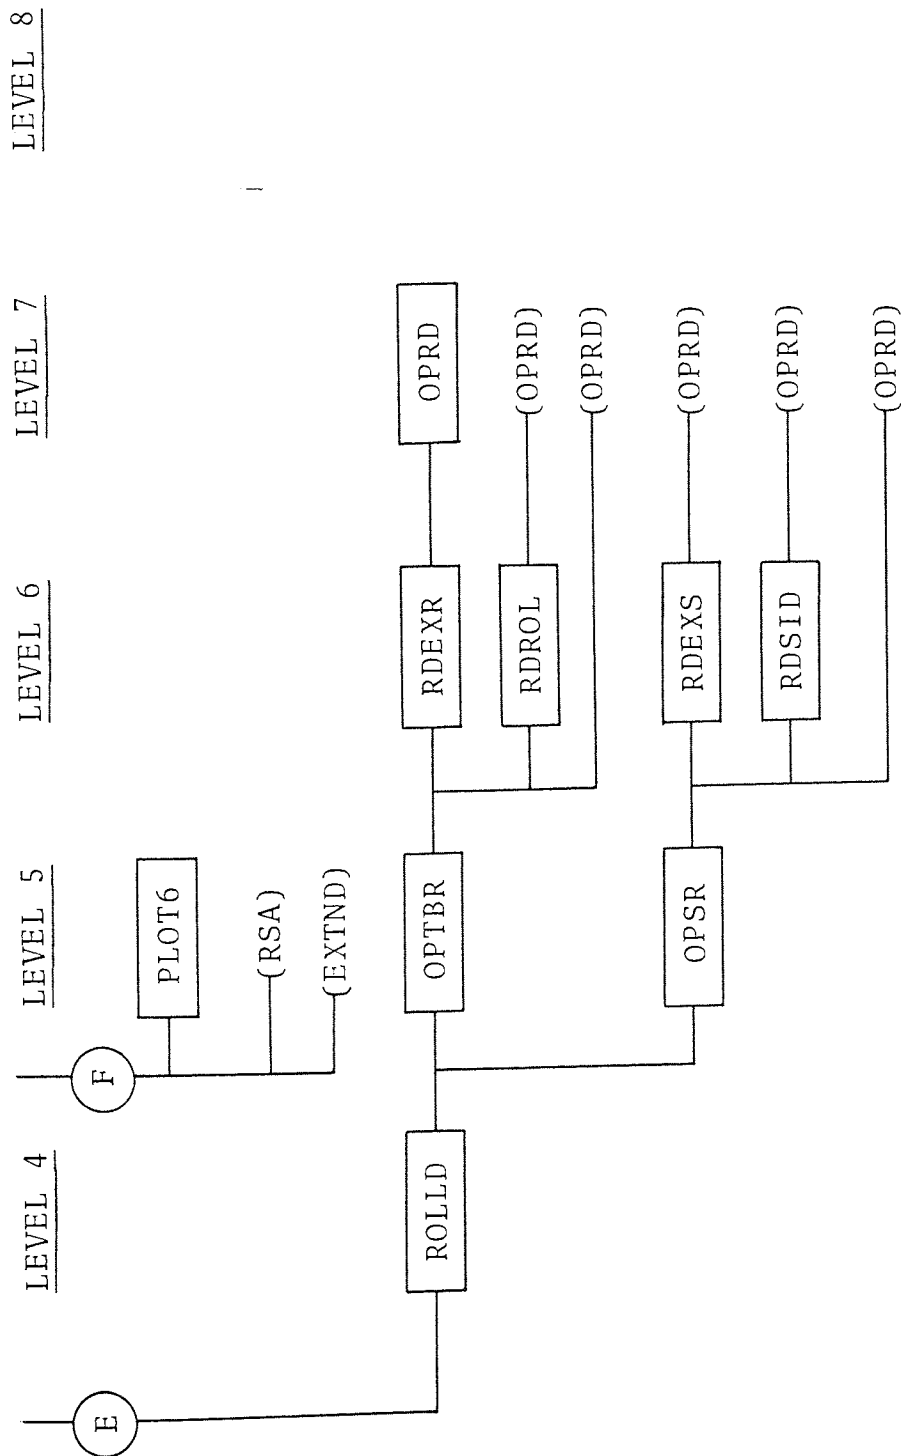 LEVEL 4
LEVEL 5
LEVEL 6
LEVEL 7
LEVEL 8
E
F
PLOT6
(RSA)
(EXTND)
ROLLD
OPTBR
RDEXR
OPRD
RDROL
(OPRD)
(OPRD)
OPSR
RDEXS
(OPRD)
RDSID
(OPRD)
(OPRD)